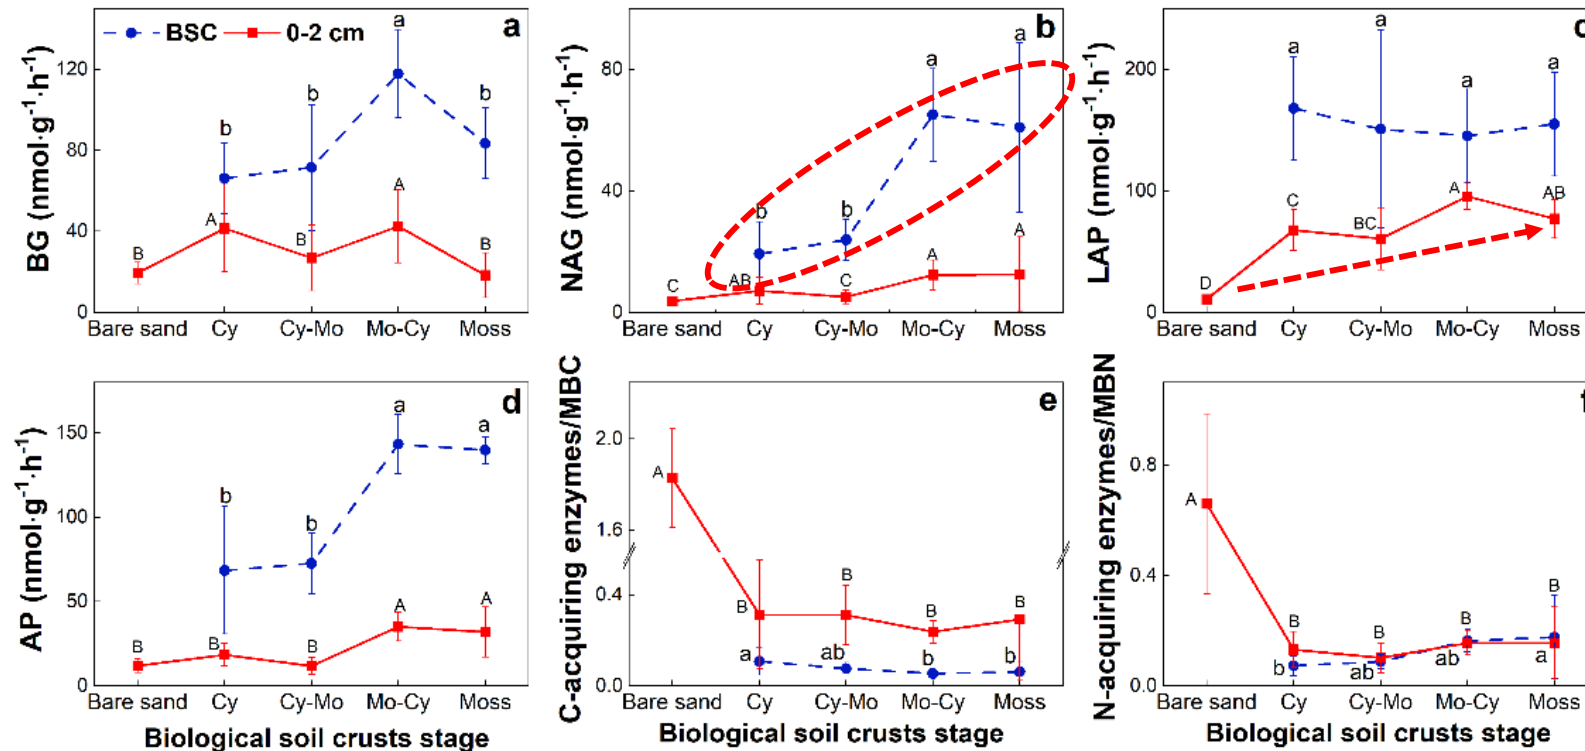 BSC 0-2 cm
a
BG (nmol·g⁻¹·h⁻¹)
120
80
40
0
B
b
A
b
B
a
A
b
B
Bare sand Cy Cy-Mo Mo-Cy Moss
b
NAG (nmol·g⁻¹·h⁻¹)
80
40
0
C
b
AB
b
C
a
A
a
A
Bare sand Cy Cy-Mo Mo-Cy Moss
c
LAP (nmol·g⁻¹·h⁻¹)
200
100
0
D
a
C
a
BC
a
A
a
AB
Bare sand Cy Cy-Mo Mo-Cy Moss
d
AP (nmol·g⁻¹·h⁻¹)
150
100
50
0
B
b
B
b
B
a
A
a
A
Bare sand Cy Cy-Mo Mo-Cy Moss
Biological soil crusts stage
e
C-acquiring enzymes/MBC
2.0
1.6
0.4
0.0
A
B
a
B
ab
B
b
B
b
Bare sand Cy Cy-Mo Mo-Cy Moss
Biological soil crusts stage
f
N-acquiring enzymes/MBN
0.8
0.4
0.0
A
B
b
B
ab
B
ab
B
a
Bare sand Cy Cy-Mo Mo-Cy Moss
Biological soil crusts stage